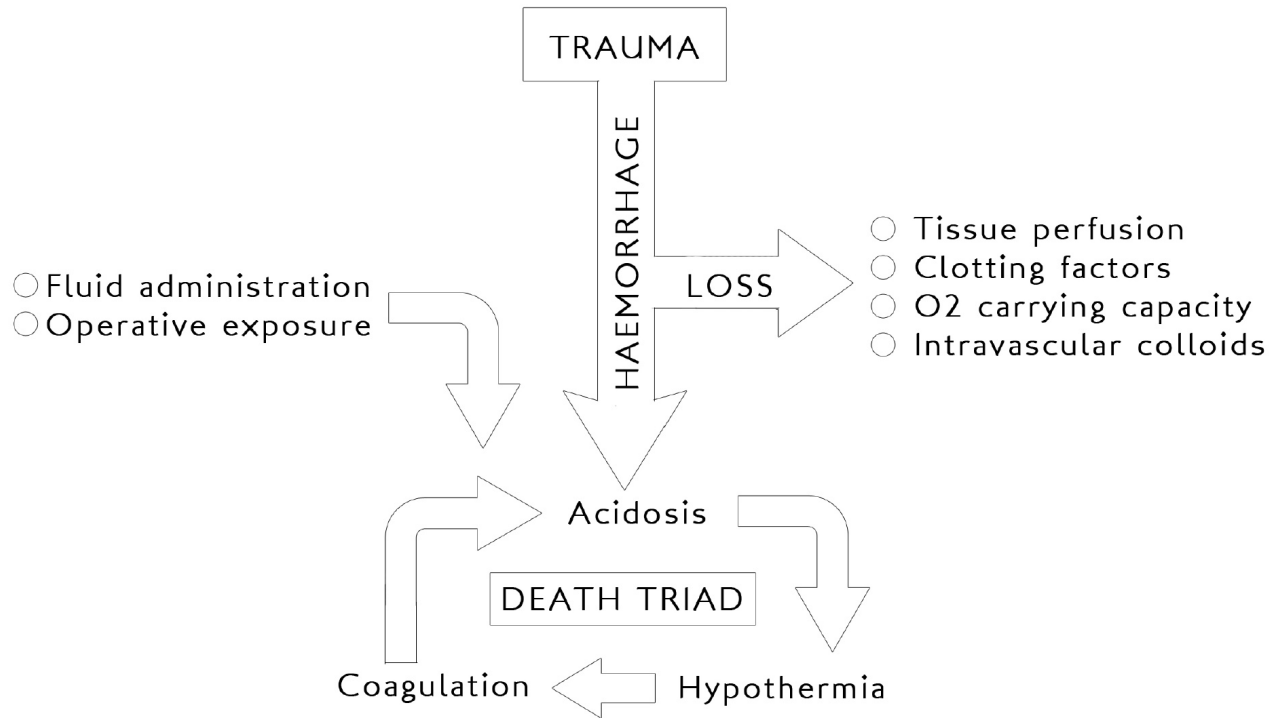 TRAUMA
HAEMORRHAGE
LOSS
Tissue perfusion
Clotting factors
O2 carrying capacity
Intravascular colloids
Fluid administration
Operative exposure
Acidosis
DEATH TRIAD
Coagulation
Hypothermia